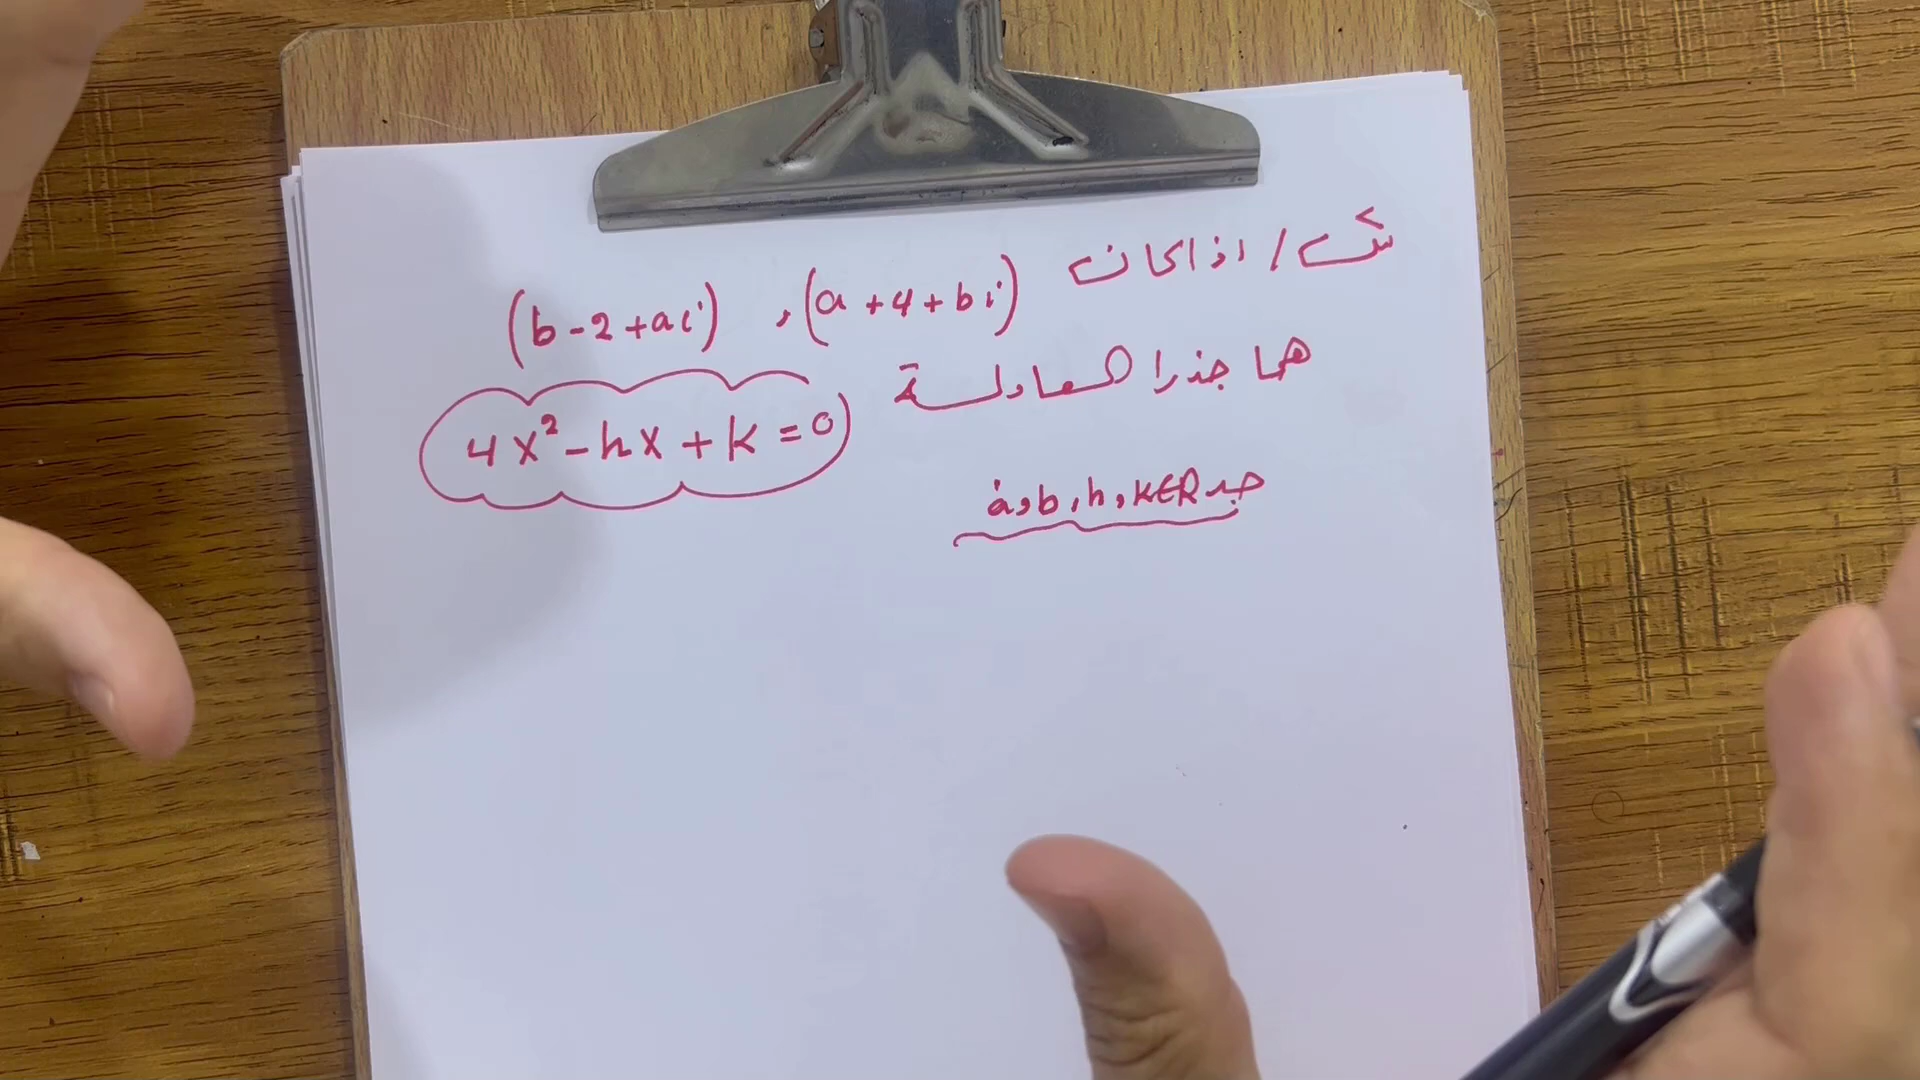 س/ اذا كان (a+4+bi) , (b-2+ai)
هما جذرا المعادلة 4x²-hx+k=0
جد a, b, h, k∈R